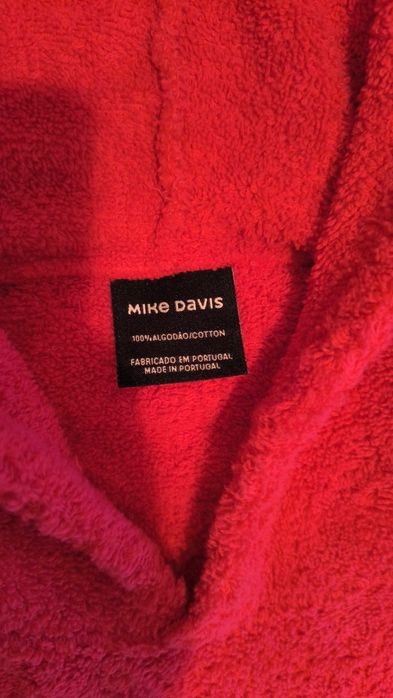 MIKE DAVIS
100%ALGODÃO/COTTON
FABRICADO EM PORTUGAL
MADE IN PORTUGAL